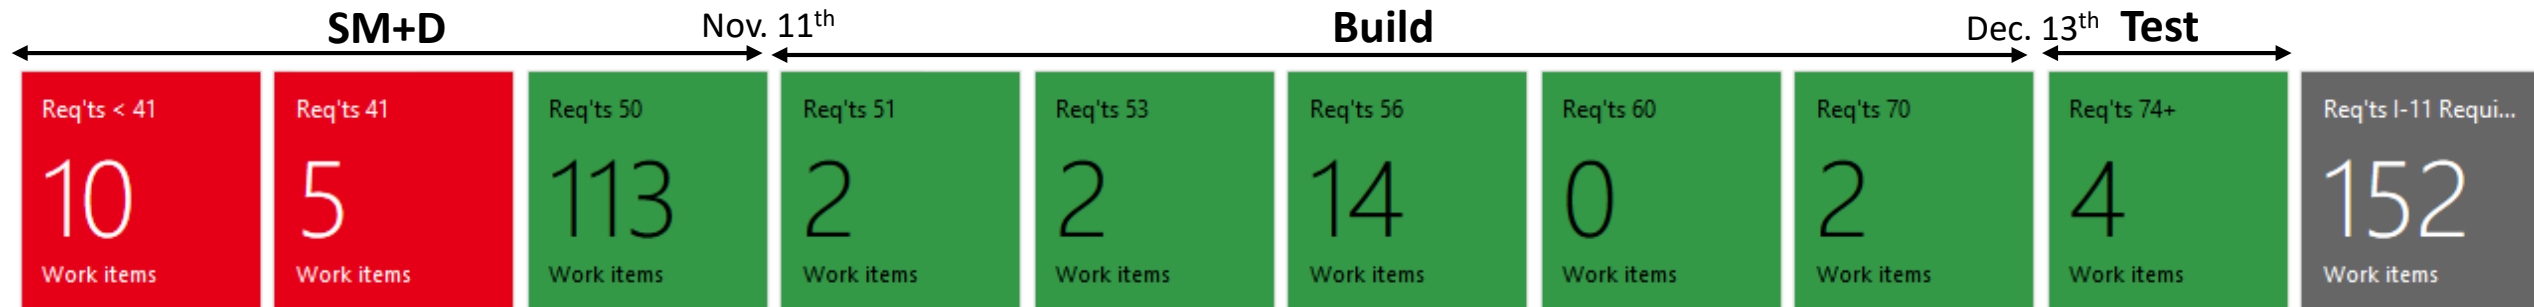 SM+D Nov. 11th Build Dec. 13th Test
Req'ts < 41
10
Work items
Req'ts 41
5
Work items
Req'ts 50
113
Work items
Req'ts 51
2
Work items
Req'ts 53
2
Work items
Req'ts 56
14
Work items
Req'ts 60
0
Work items
Req'ts 70
2
Work items
Req'ts 74+
4
Work items
Req'ts I-11 Requi...
152
Work items